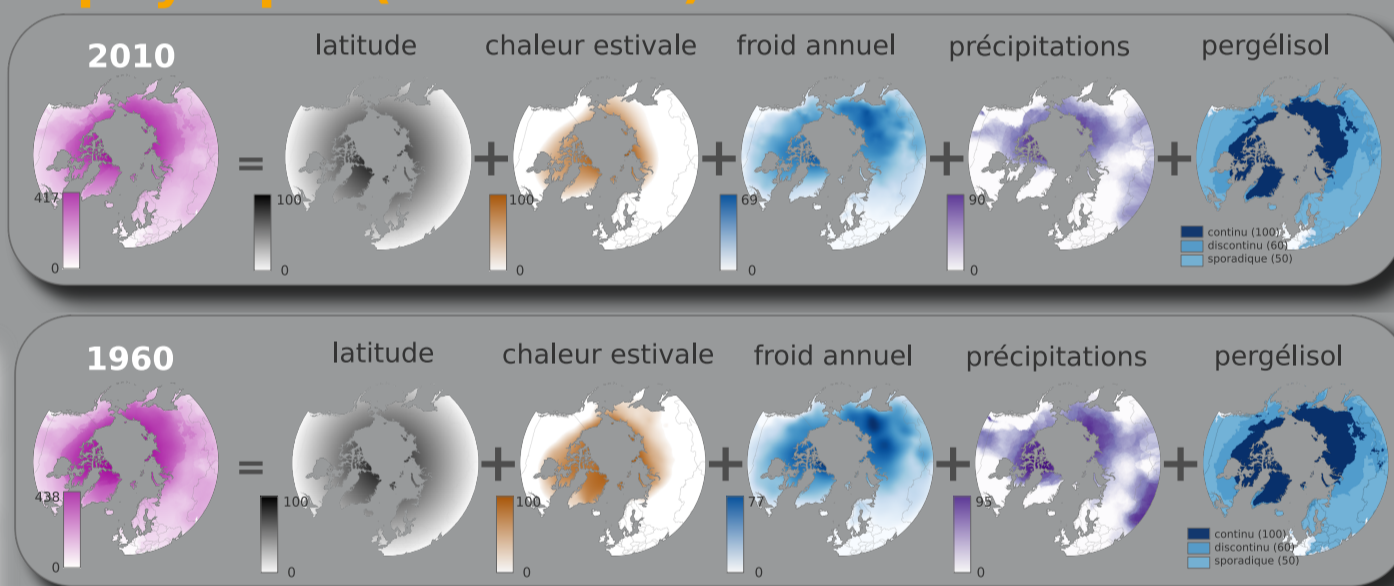 2010
latitude
chaleur estivale
froid annuel
précipitations
pergélisol
=
+
+
+
+
417
0
100
0
100
0
69
0
90
0
continu (100)
discontinu (60)
sporadique (50)
1960
latitude
chaleur estivale
froid annuel
précipitations
pergélisol
=
+
+
+
+
438
0
100
0
100
0
77
0
95
0
continu (100)
discontinu (60)
sporadique (50)